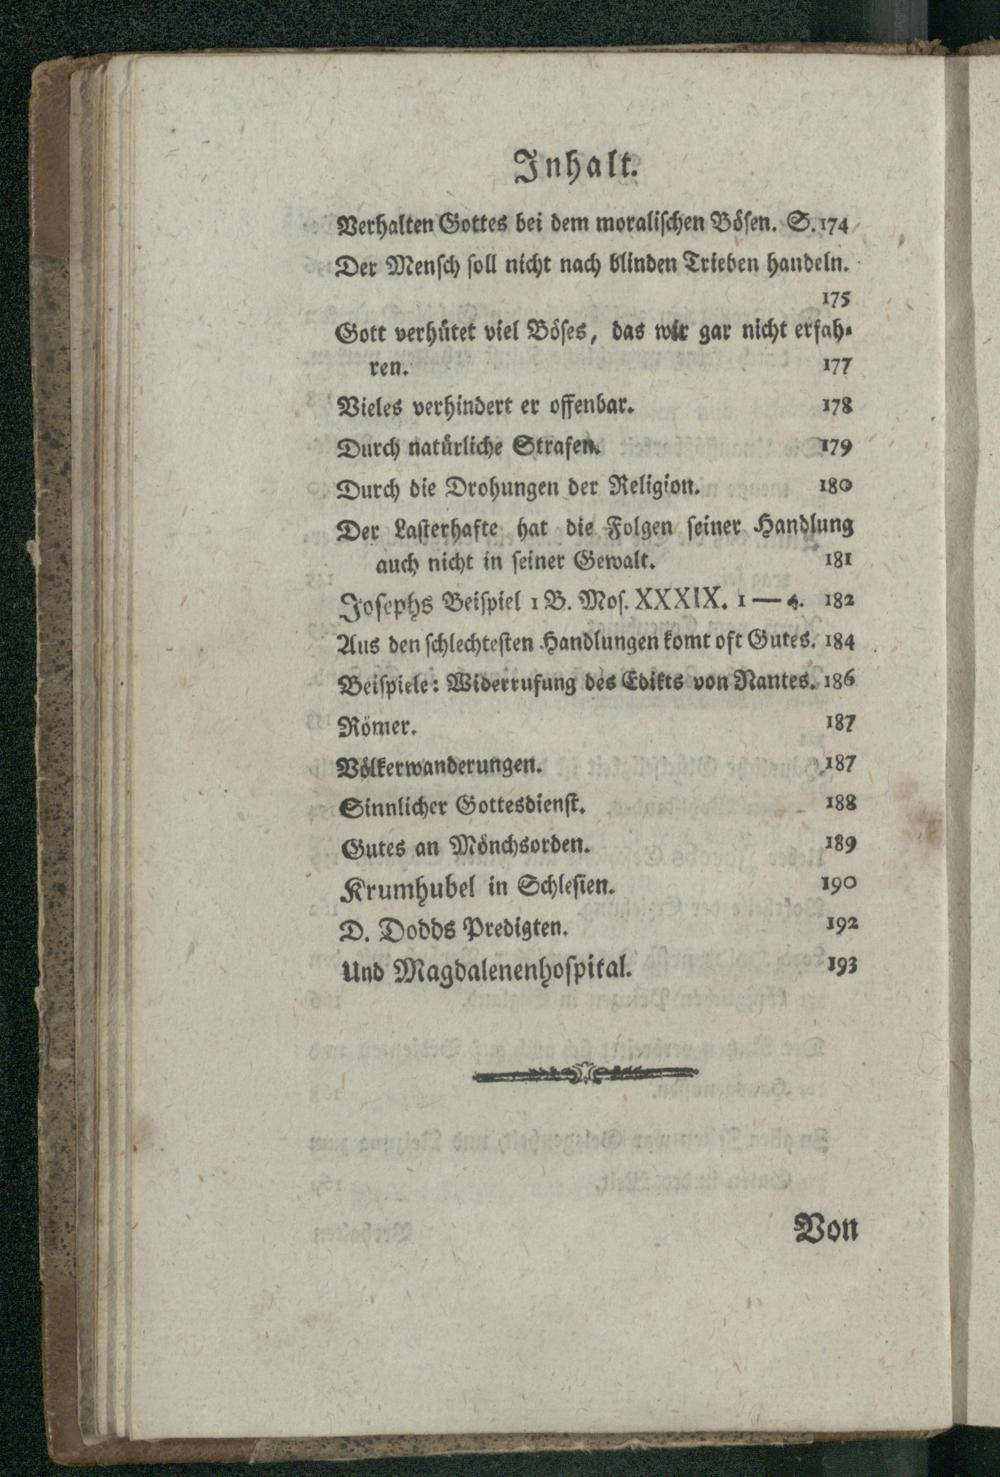 Inhalt.
Verhalten Gottes bei dem moralischen Bösen. S. 174
Der Mensch soll nicht nach blinden Trieben handeln.
175
Gott verhütet viel Böses, das wir gar nicht erfah-
ren. 177
Vieles verhindert er offenbar. 178
Durch natürliche Strafen. 179
Durch die Drohungen der Religion. 180
Der Lasterhafte hat die Folgen seiner Handlung
auch nicht in seiner Gewalt. 181
Josephs Beispiel 1 B. Mos. XXXIX. 1 — 4. 182
Aus den schlechtesten Handlungen komt oft Gutes. 184
Beispiele: Widerrufung des Edikts von Nantes. 186
Römer. 187
Völkerwanderungen. 187
Sinnlicher Gottesdienst. 188
Gutes an Mönchsorden. 189
Krumhubel in Schlesien. 190
D. Dodds Predigten. 192
Und Magdalenenhospital. 193
Von